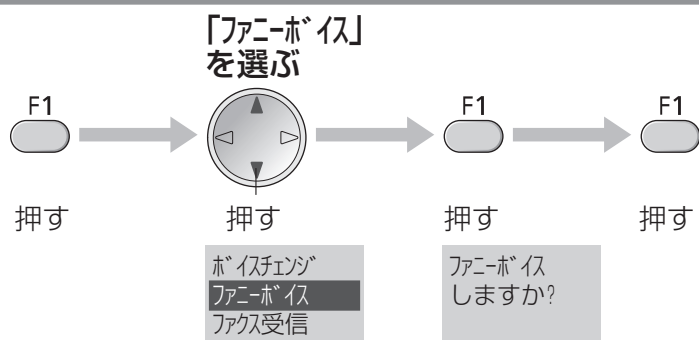 「ﾌｧﾆｰﾎﾞｲｽ」
を選ぶ
F1
F1
F1
押す
押す
押す
押す
ﾎﾞｲｽﾁｪﾝｼﾞ
ﾌｧﾆｰﾎﾞｲｽ
ﾌｧｸｽ受信
ﾌｧﾆｰﾎﾞｲｽ
しますか?